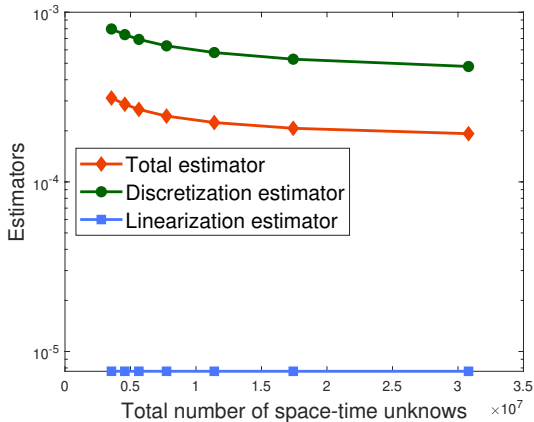 10^-3
10^-4
10^-5
Estimators
Total estimator
Discretization estimator
Linearization estimator
0 0.5 1 1.5 2 2.5 3 3.5
Total number of space-time unknows ×10^7